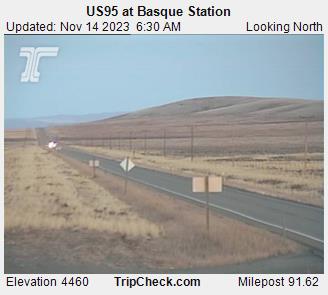 US95 at Basque Station
Updated: Nov 14 2023 6:30 AM Looking North
Elevation 4460 TripCheck.com Milepost 91.62